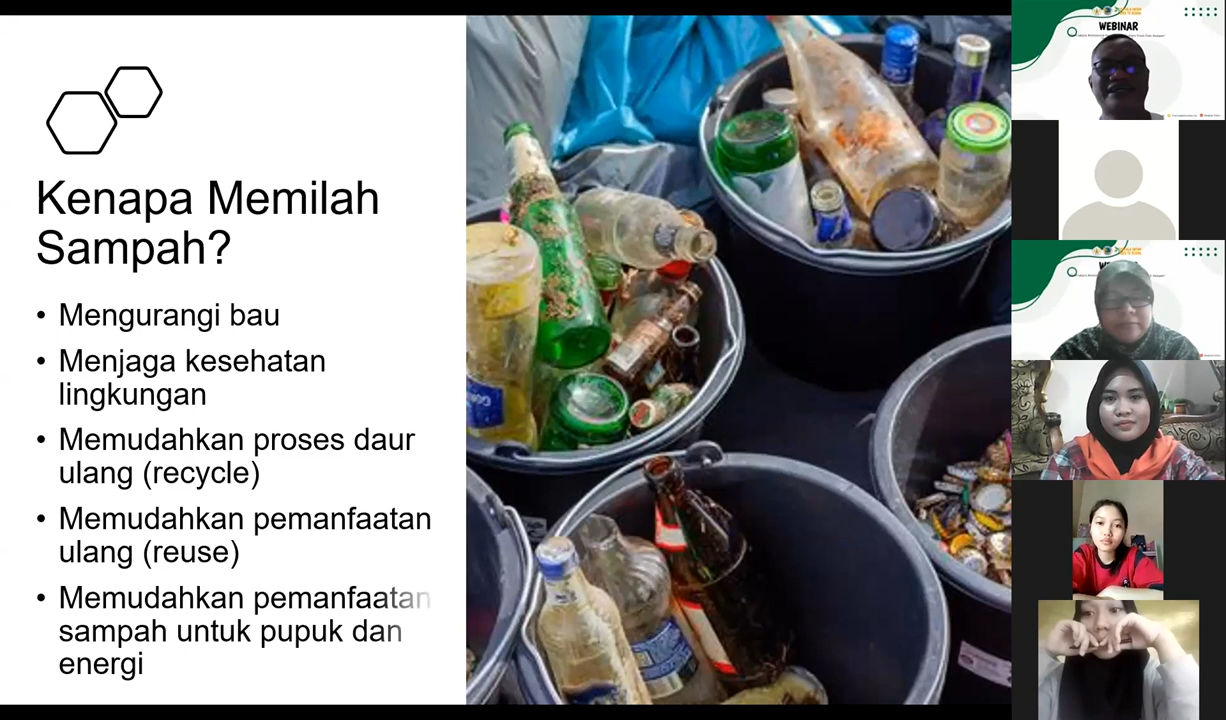 Kenapa Memilah
Sampah?
• Mengurangi bau
• Menjaga kesehatan
lingkungan
• Memudahkan proses daur
ulang (recycle)
• Memudahkan pemanfaatan
ulang (reuse)
• Memudahkan pemanfaatan
sampah untuk pupuk dan
energi
WEBINAR